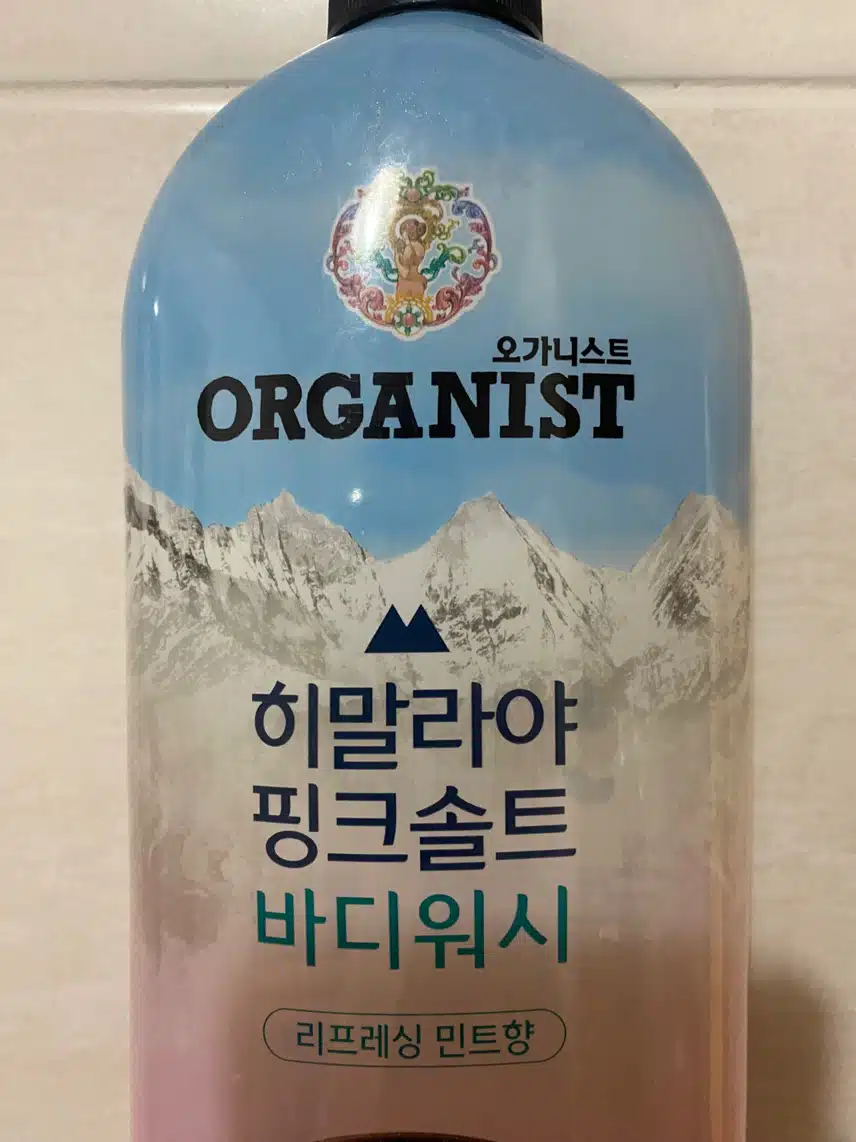 오가니스트
ORGANIST
히말라야
핑크솔트
바디워시
리프레싱 민트향